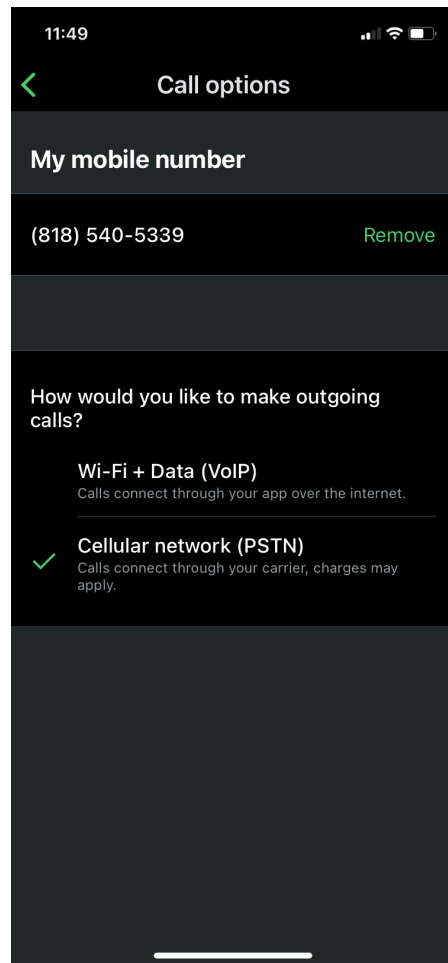 11:49
Call options
My mobile number
(818) 540-5339
Remove
How would you like to make outgoing
calls?
Wi-Fi + Data (VoIP)
Calls connect through your app over the internet.
Cellular network (PSTN)
Calls connect through your carrier, charges may
apply.